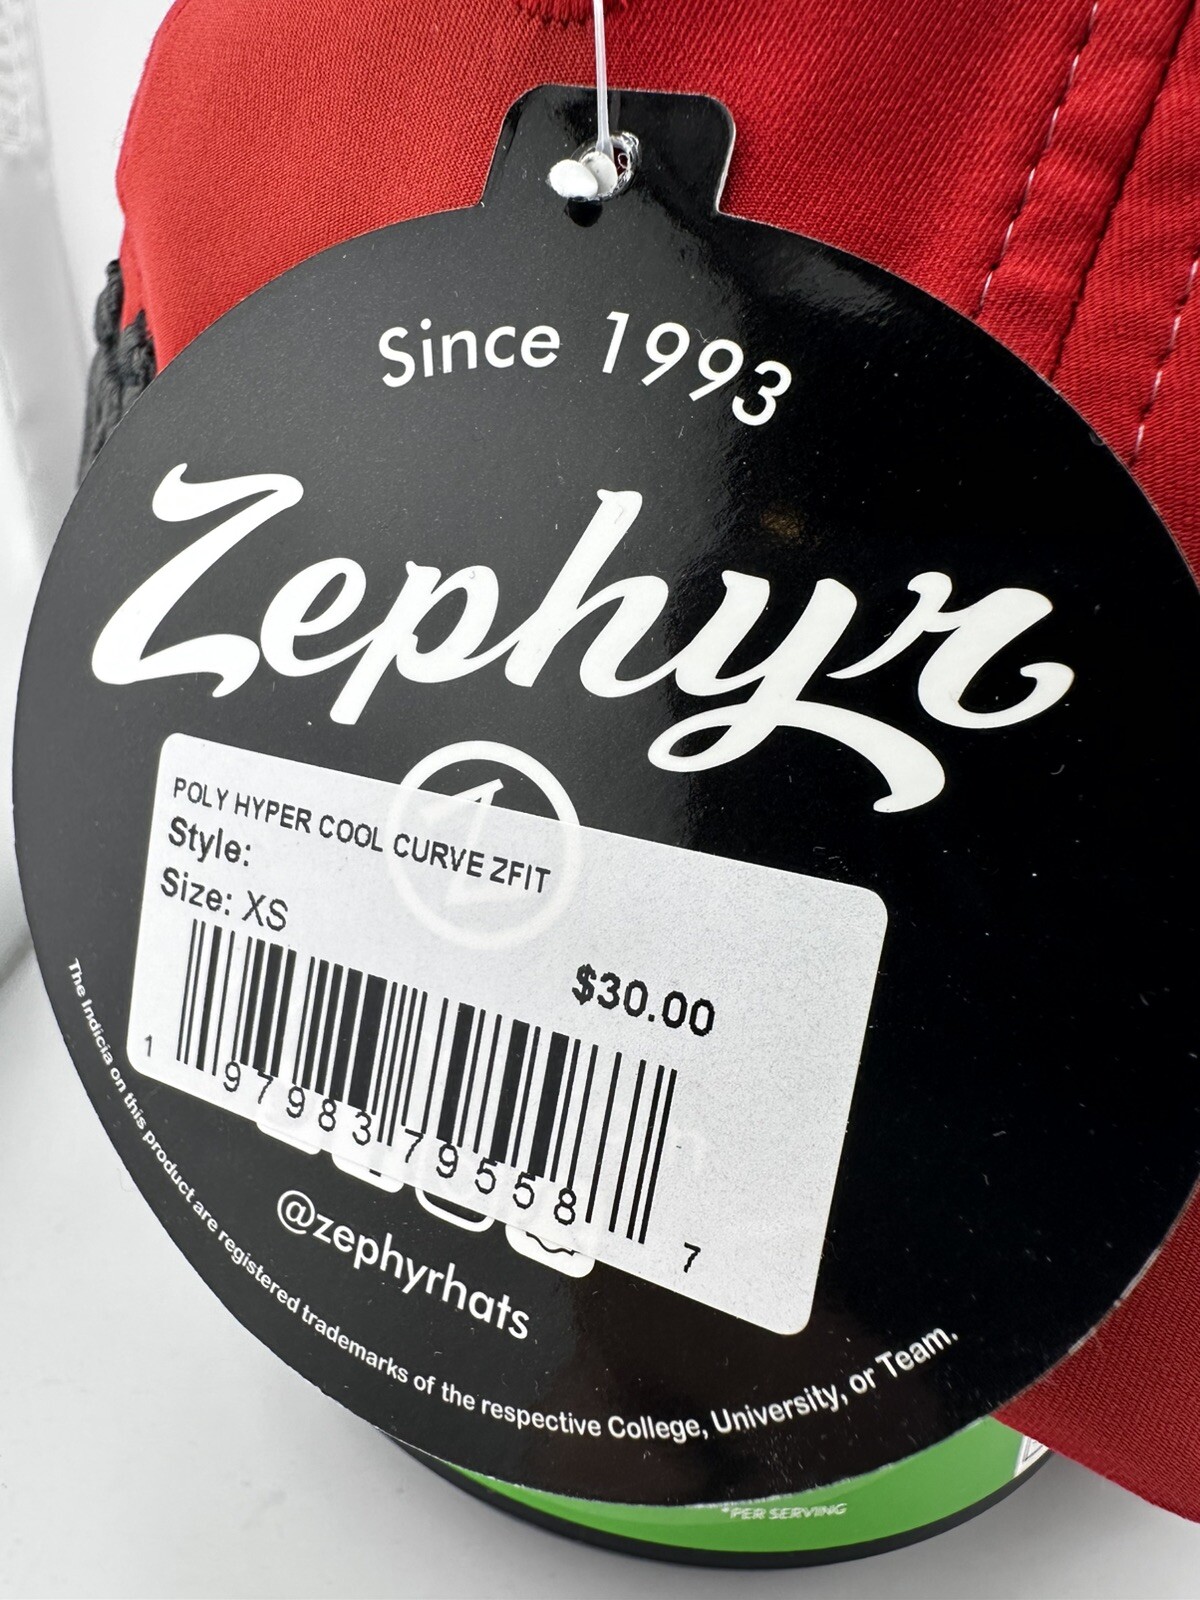 Since 1993
Zephyr
Z
POLY HYPER COOL CURVE ZFIT
Style:
Size: XS
$30.00
1 97983 79558 7
@zephyrhats
The Indicia on this product are registered trademarks of the respective College, University, or Team.
*PER SERVING